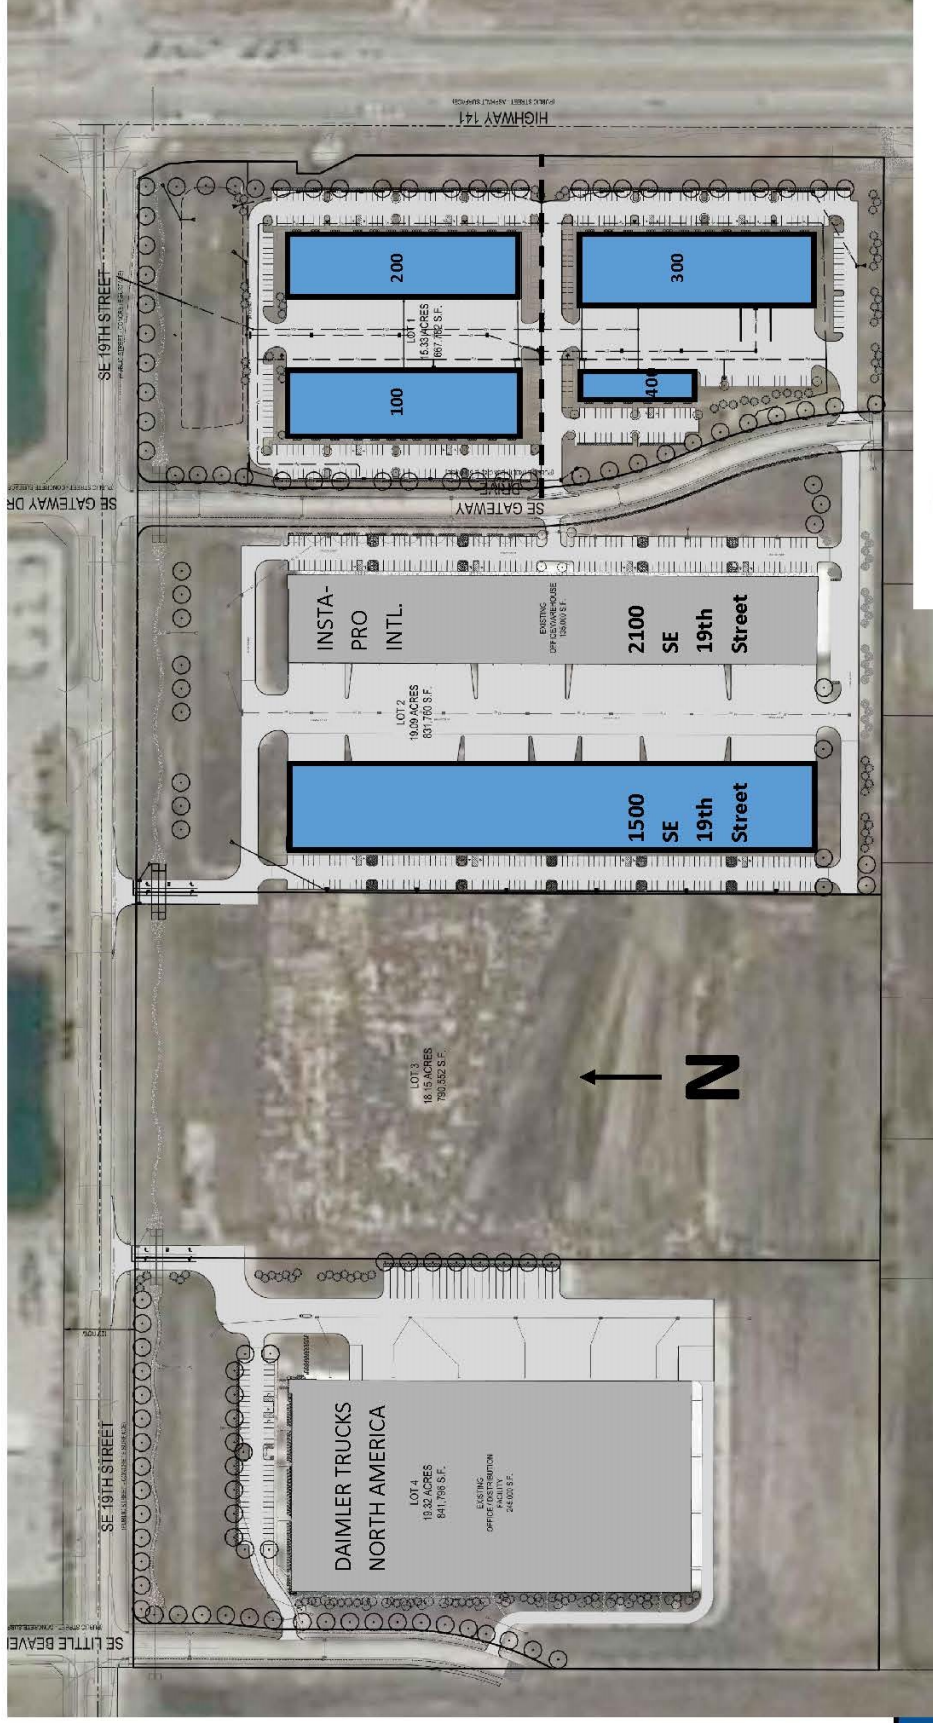 HIGHWAY 141
(PUBLIC STREET - ASPHALT SURFACE)
SE 19TH STREET
200
300
LOT 1
15.33 ACRES
667,782 S.F.
100
400
SE GATEWAY DR
SE GATEWAY
DRIVE
INSTA-
PRO
INTL.
EXISTING
OFFICE/WAREHOUSE
2100
SE
19th
Street
LOT 2
19.09 ACRES
831,760 S.F.
1500
SE
19th
Street
LOT 3
18.15 ACRES
790,552 S.F.
N
SE 19TH STREET
DAIMLER TRUCKS
NORTH AMERICA
LOT 4
19.32 ACRES
841,796 S.F.
EXISTING
OFFICE / DISTRIBUTION
FACILITY
245,000 S.F.
SE LITTLE BEAVER